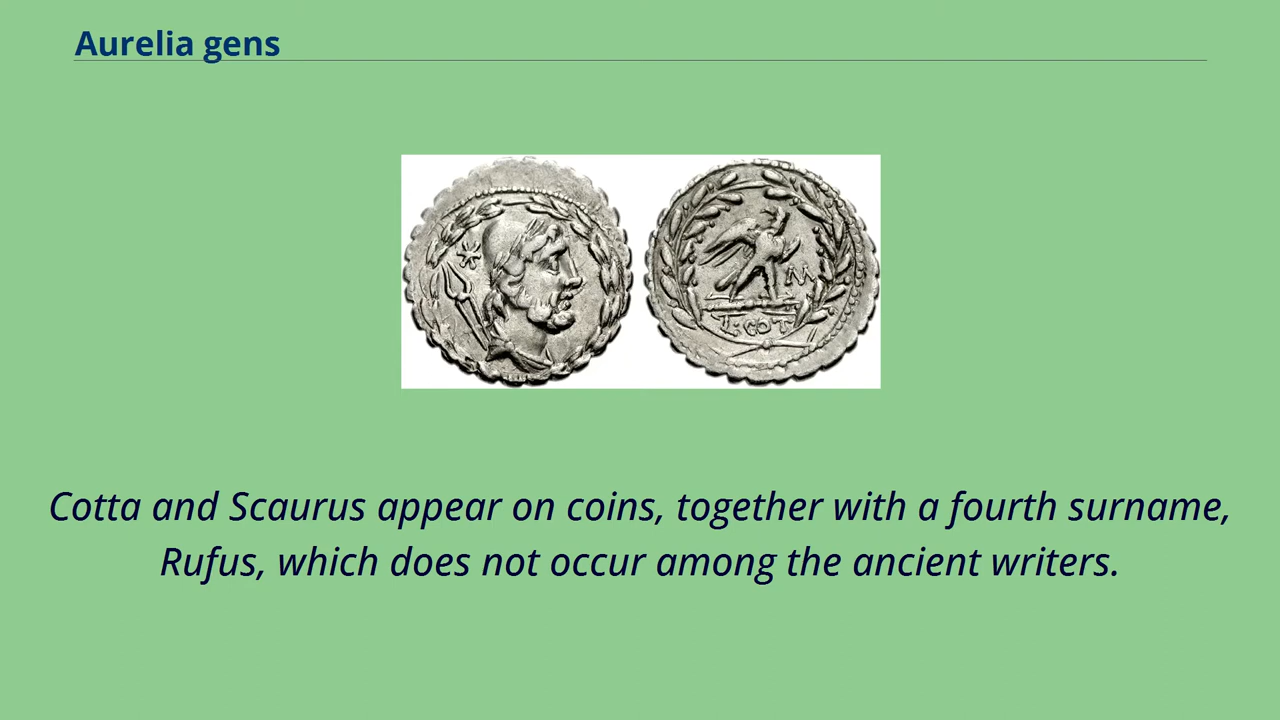 Aurelia gens
M
L·COT
Cotta and Scaurus appear on coins, together with a fourth surname,
Rufus, which does not occur among the ancient writers.